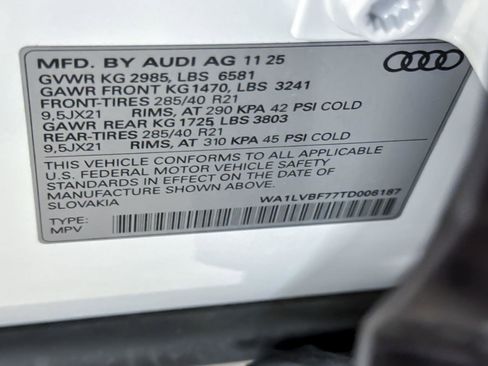 MFD. BY AUDI AG 11 25
GVWR KG 2985, LBS 6581
GAWR FRONT KG 1470, LBS 3241
FRONT-TIRES 285/40 R21
9,5JX21 RIMS, AT 290 KPA 42 PSI COLD
GAWR REAR KG 1725 LBS 3803
REAR-TIRES 285/40 R21
9,5JX21 RIMS, AT 310 KPA 45 PSI COLD
THIS VEHICLE CONFORMS TO ALL APPLICABLE
U.S. FEDERAL MOTOR VEHICLE SAFETY
STANDARDS IN EFFECT ON THE DATE OF
MANUFACTURE SHOWN ABOVE.
SLOVAKIA
WA1LVBF77TD006187
TYPE:
MPV